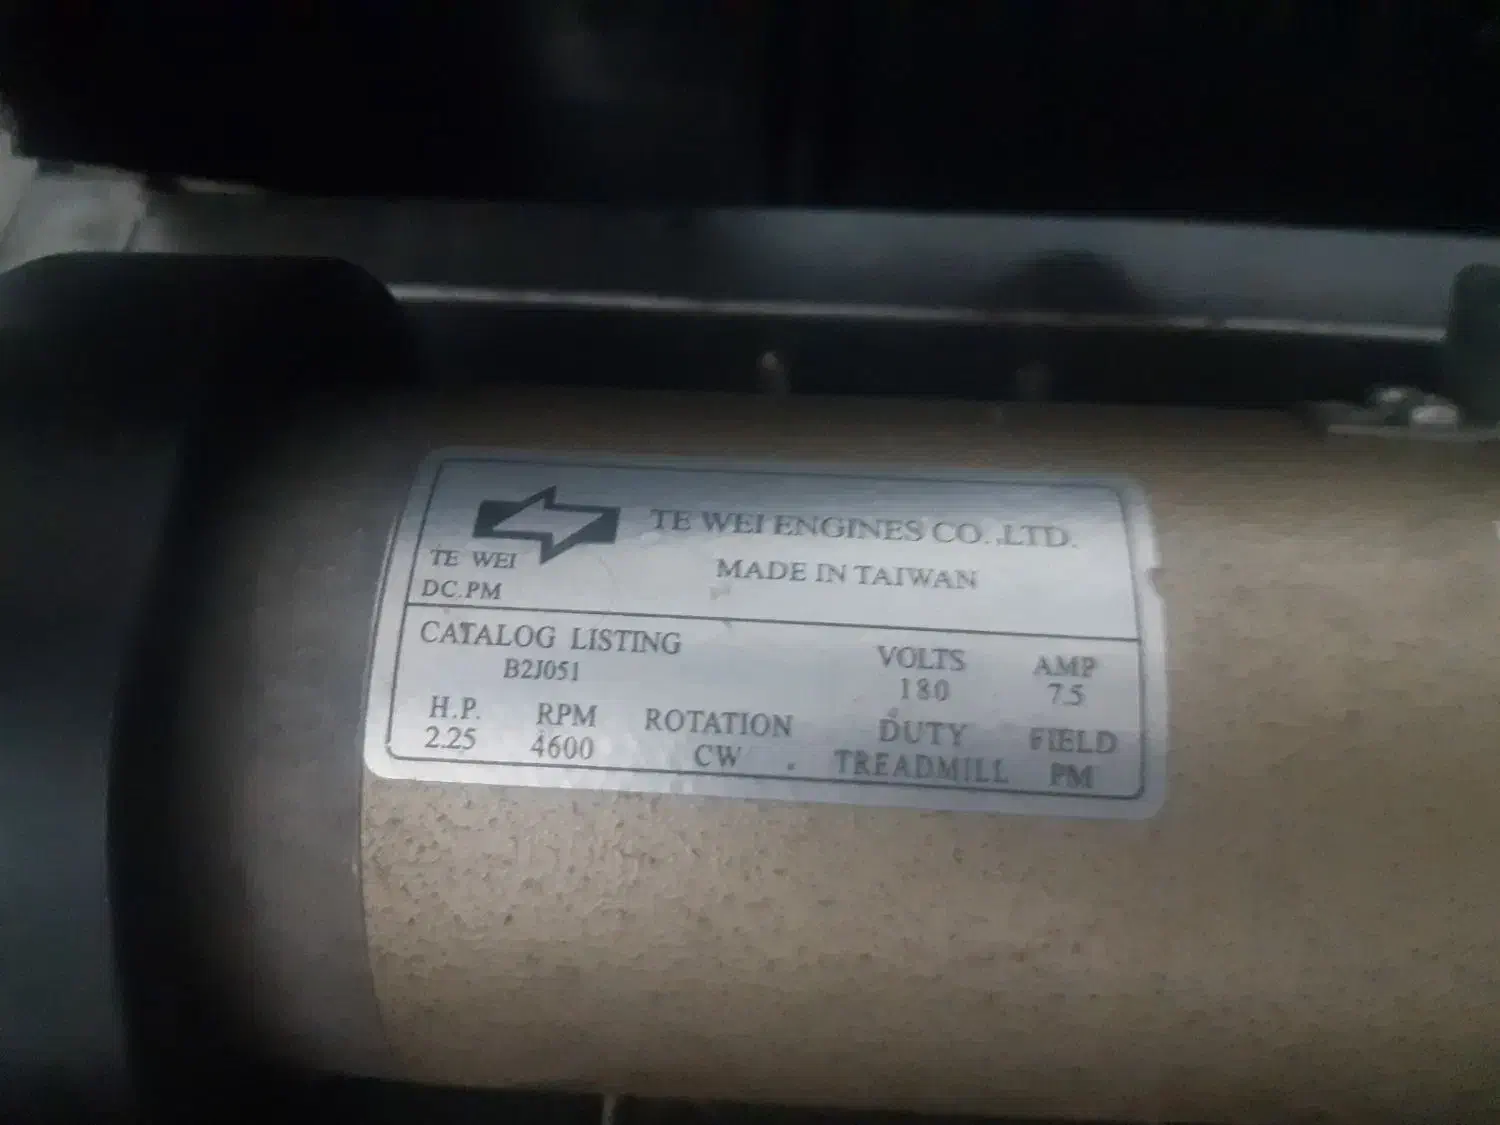 TE WEI ENGINES CO.,LTD.
TE WEI
MADE IN TAIWAN
DC.PM
CATALOG LISTING VOLTS AMP
B2J051 180 7.5
H.P. RPM ROTATION DUTY FIELD
2.25 4600 CW TREADMILL PM